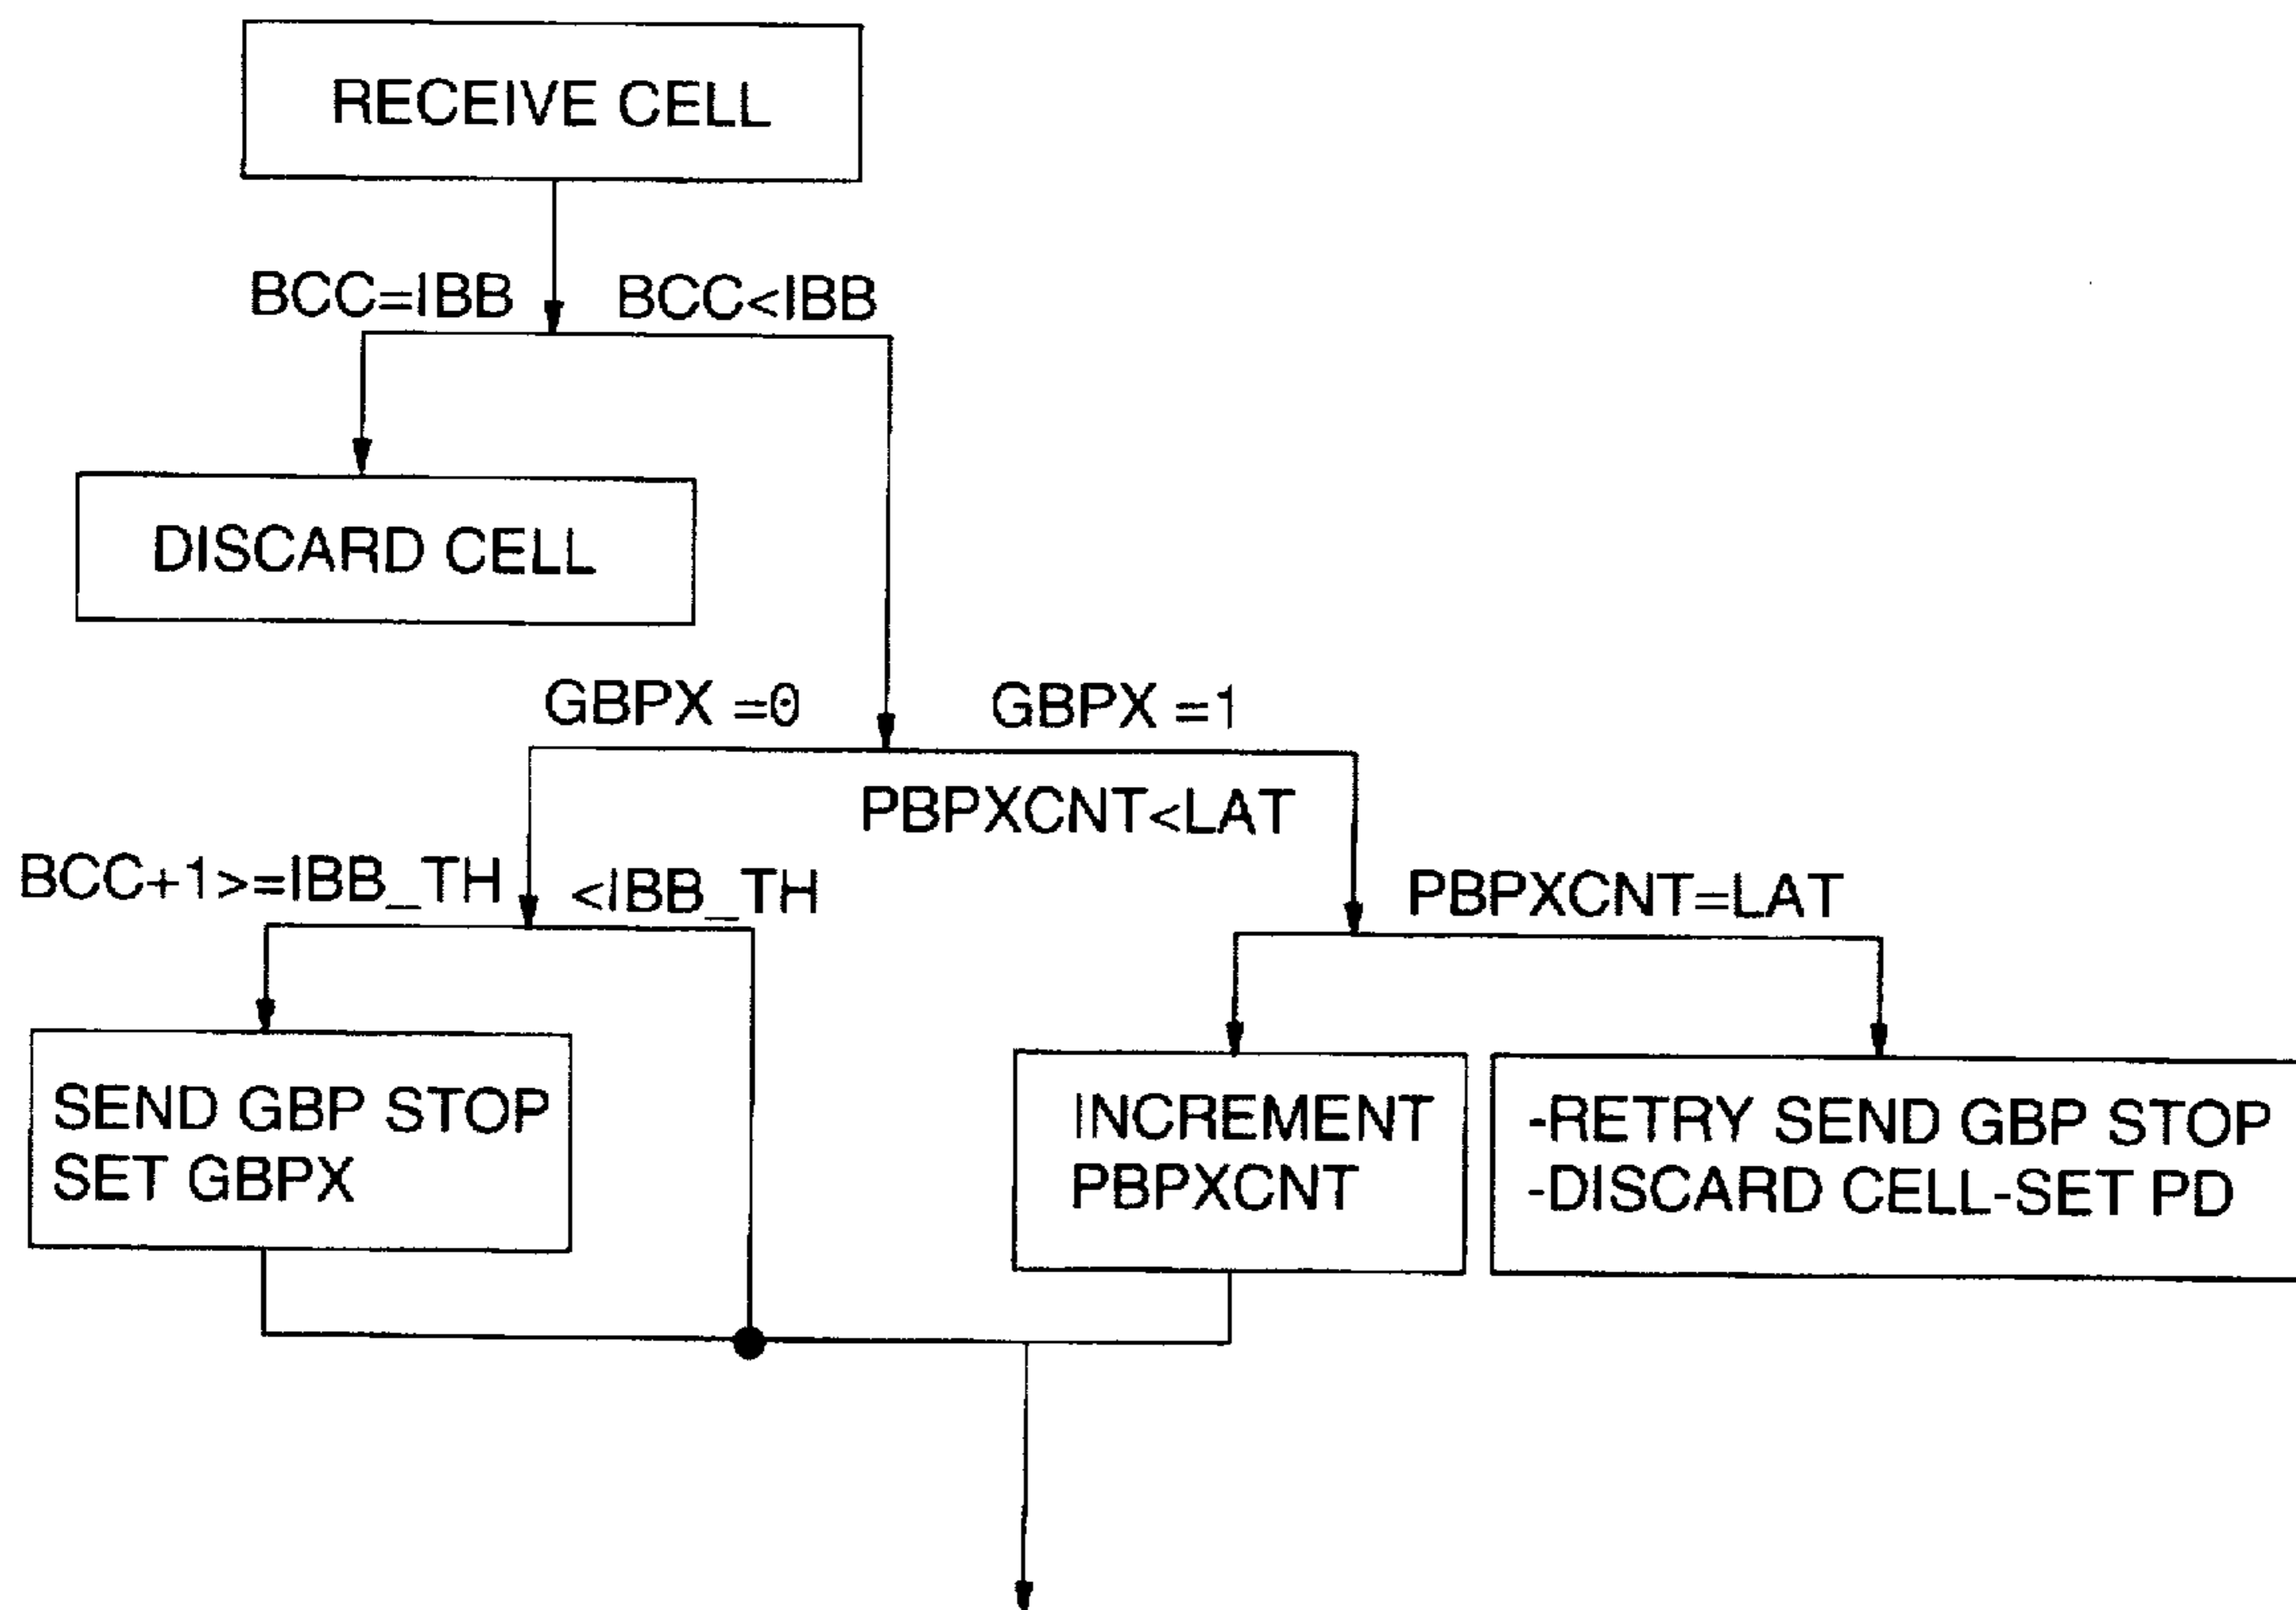 RECEIVE CELL
BCC=IBB
BCC<IBB
DISCARD CELL
GBPX =0
GBPX =1
PBPXCNT<LAT
BCC+1>=IBB_TH
<IBB_TH
PBPXCNT=LAT
SEND GBP STOP
SET GBPX
INCREMENT
PBPXCNT
-RETRY SEND GBP STOP
-DISCARD CELL-SET PD